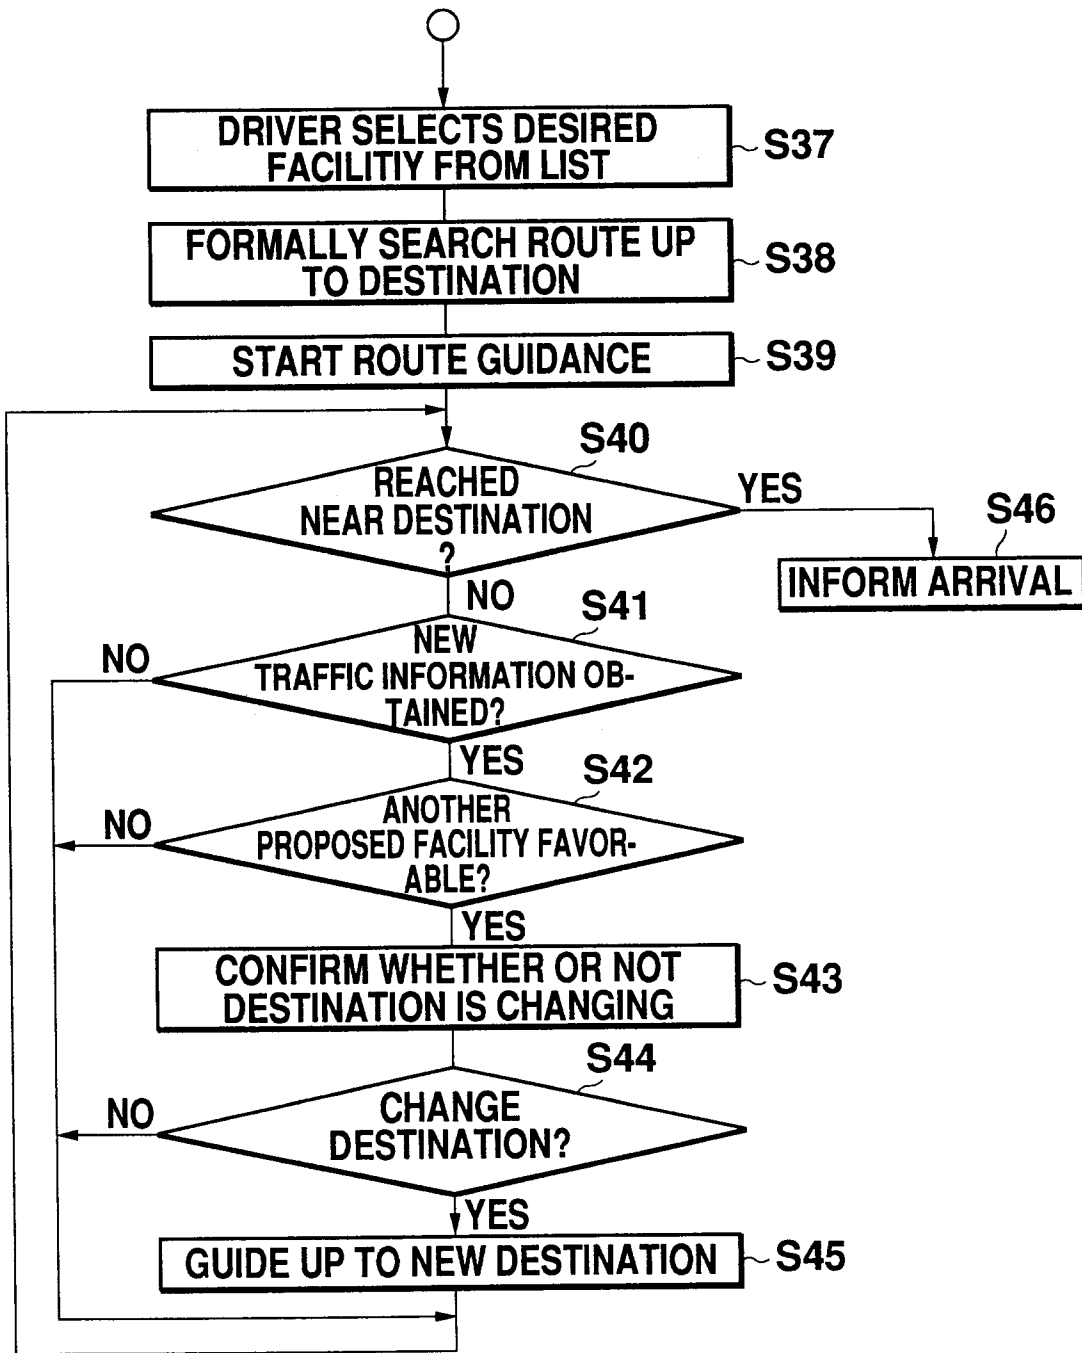 DRIVER SELECTS DESIRED
FACILITIY FROM LIST
S37
FORMALLY SEARCH ROUTE UP
TO DESTINATION
S38
START ROUTE GUIDANCE
S39
S40
REACHED
NEAR DESTINATION
?
YES
S46
INFORM ARRIVAL
NO
S41
NEW
TRAFFIC INFORMATION OB-
TAINED?
NO
YES
S42
ANOTHER
PROPOSED FACILITY FAVOR-
ABLE?
NO
YES
CONFIRM WHETHER OR NOT
DESTINATION IS CHANGING
S43
S44
CHANGE
DESTINATION?
NO
YES
GUIDE UP TO NEW DESTINATION
S45